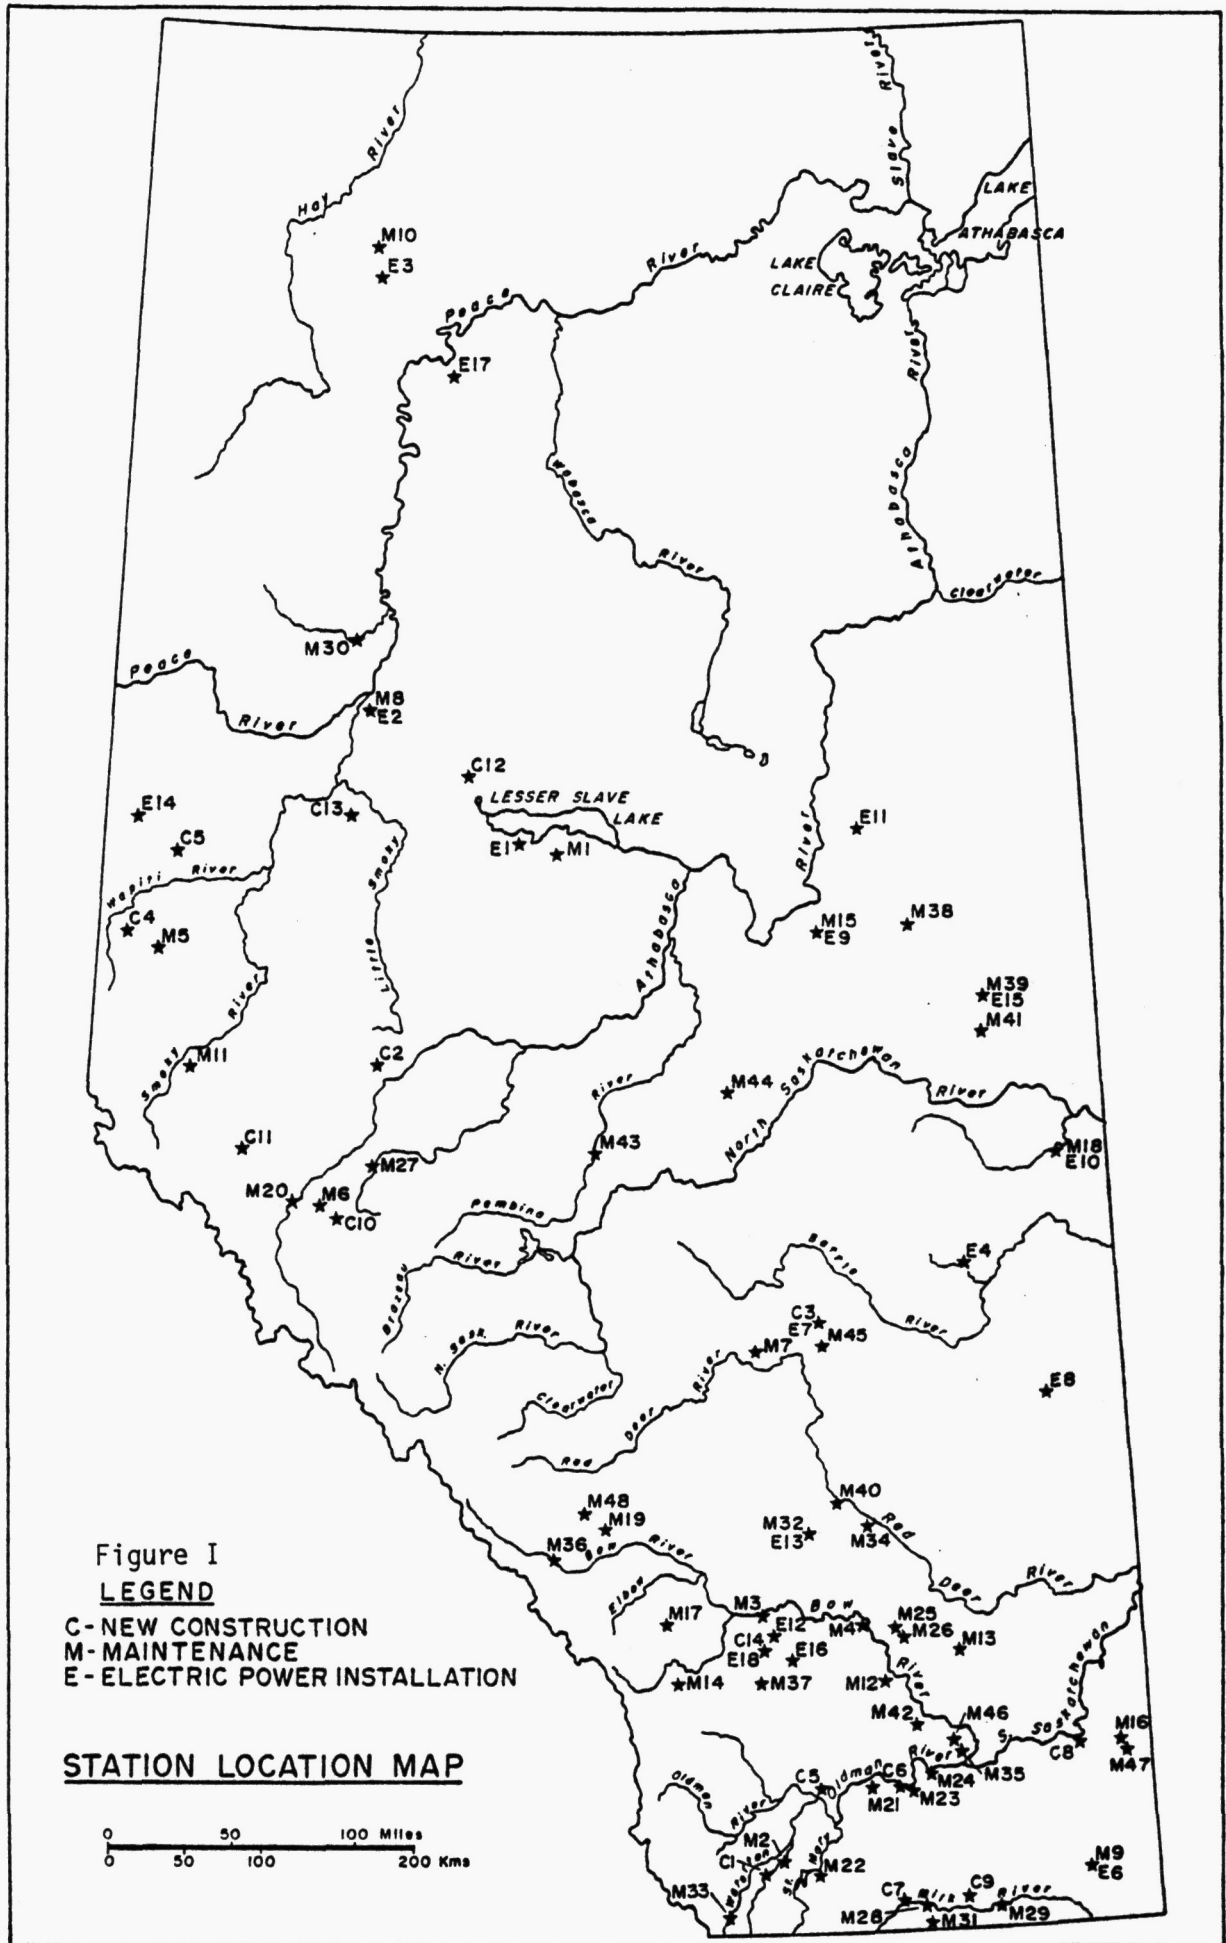 Hay River
Slave River
LAKE ATHABASCA
M10
E3
LAKE CLAIRE
Peace River
E17
Athabasca River
Wabasca River
Clearwater
M30
Peace River
M8
E2
C12
LESSER SLAVE LAKE
E14
C13
C5
E1
M1
River
E11
Wapiti River
Little Smoky
Athabasca
C4
M5
M15
E9
M38
M39
E15
M41
Smoky River
M11
C2
M44
North Saskatchewan River
River
C11
M43
M18
E10
M27
M20
M6
C10
Pembina
Brazeau River
Battle River
E4
C3
E7
M45
M7
N. Sask. River
Clearwater
E8
Red Deer River
M40
M48
M19
M32
E13
M34
Red Deer River
M36
Bow River
Elbow
Figure I
LEGEND
C-NEW CONSTRUCTION
M-MAINTENANCE
E-ELECTRIC POWER INSTALLATION
M17
M3
Bow River
E12
M4
M25
M26
C14
E18
E16
M13
M14
M37
M12
M42
M46
S. Saskatchewan
C8
M16
M47
STATION LOCATION MAP
Oldman River
C5
Oldman River
C6
M21
M24
M23
M35
0 50 100 Miles
0 50 100 200 Kms
M2
C1
Waterton
St. Mary
M22
M9
E6
M33
C7
Milk River
C9
M28
M31
M29